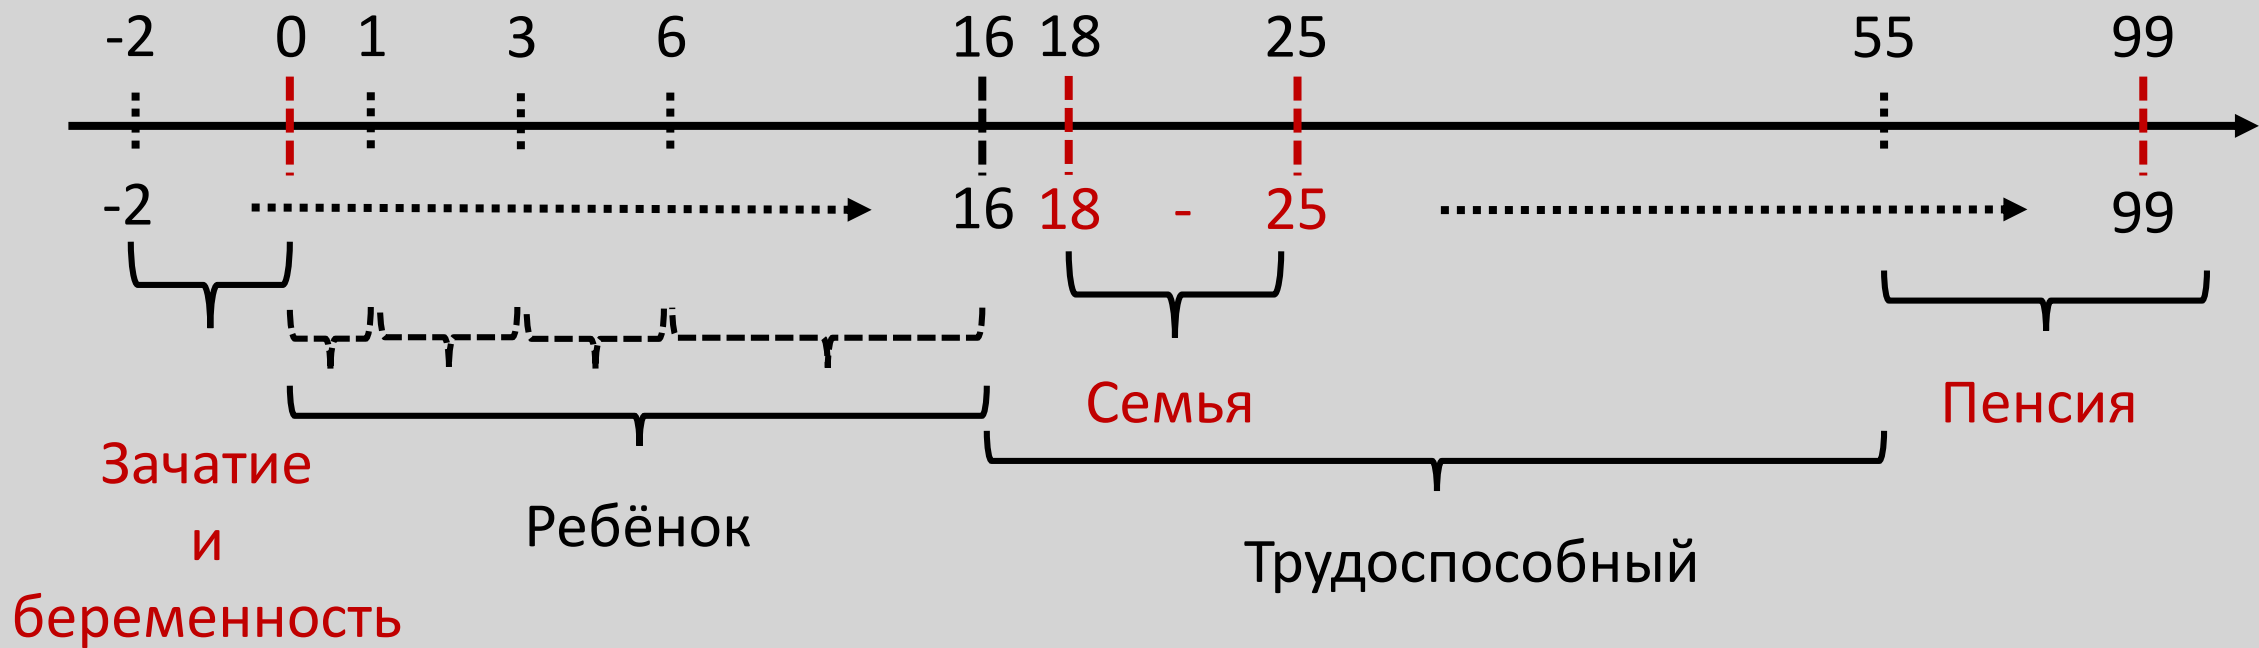 -2 0 1 3 6 16 18 25 55 99
-2 16 18 - 25 99
Семья Пенсия
Зачатие
и
беременность
Ребёнок
Трудоспособный